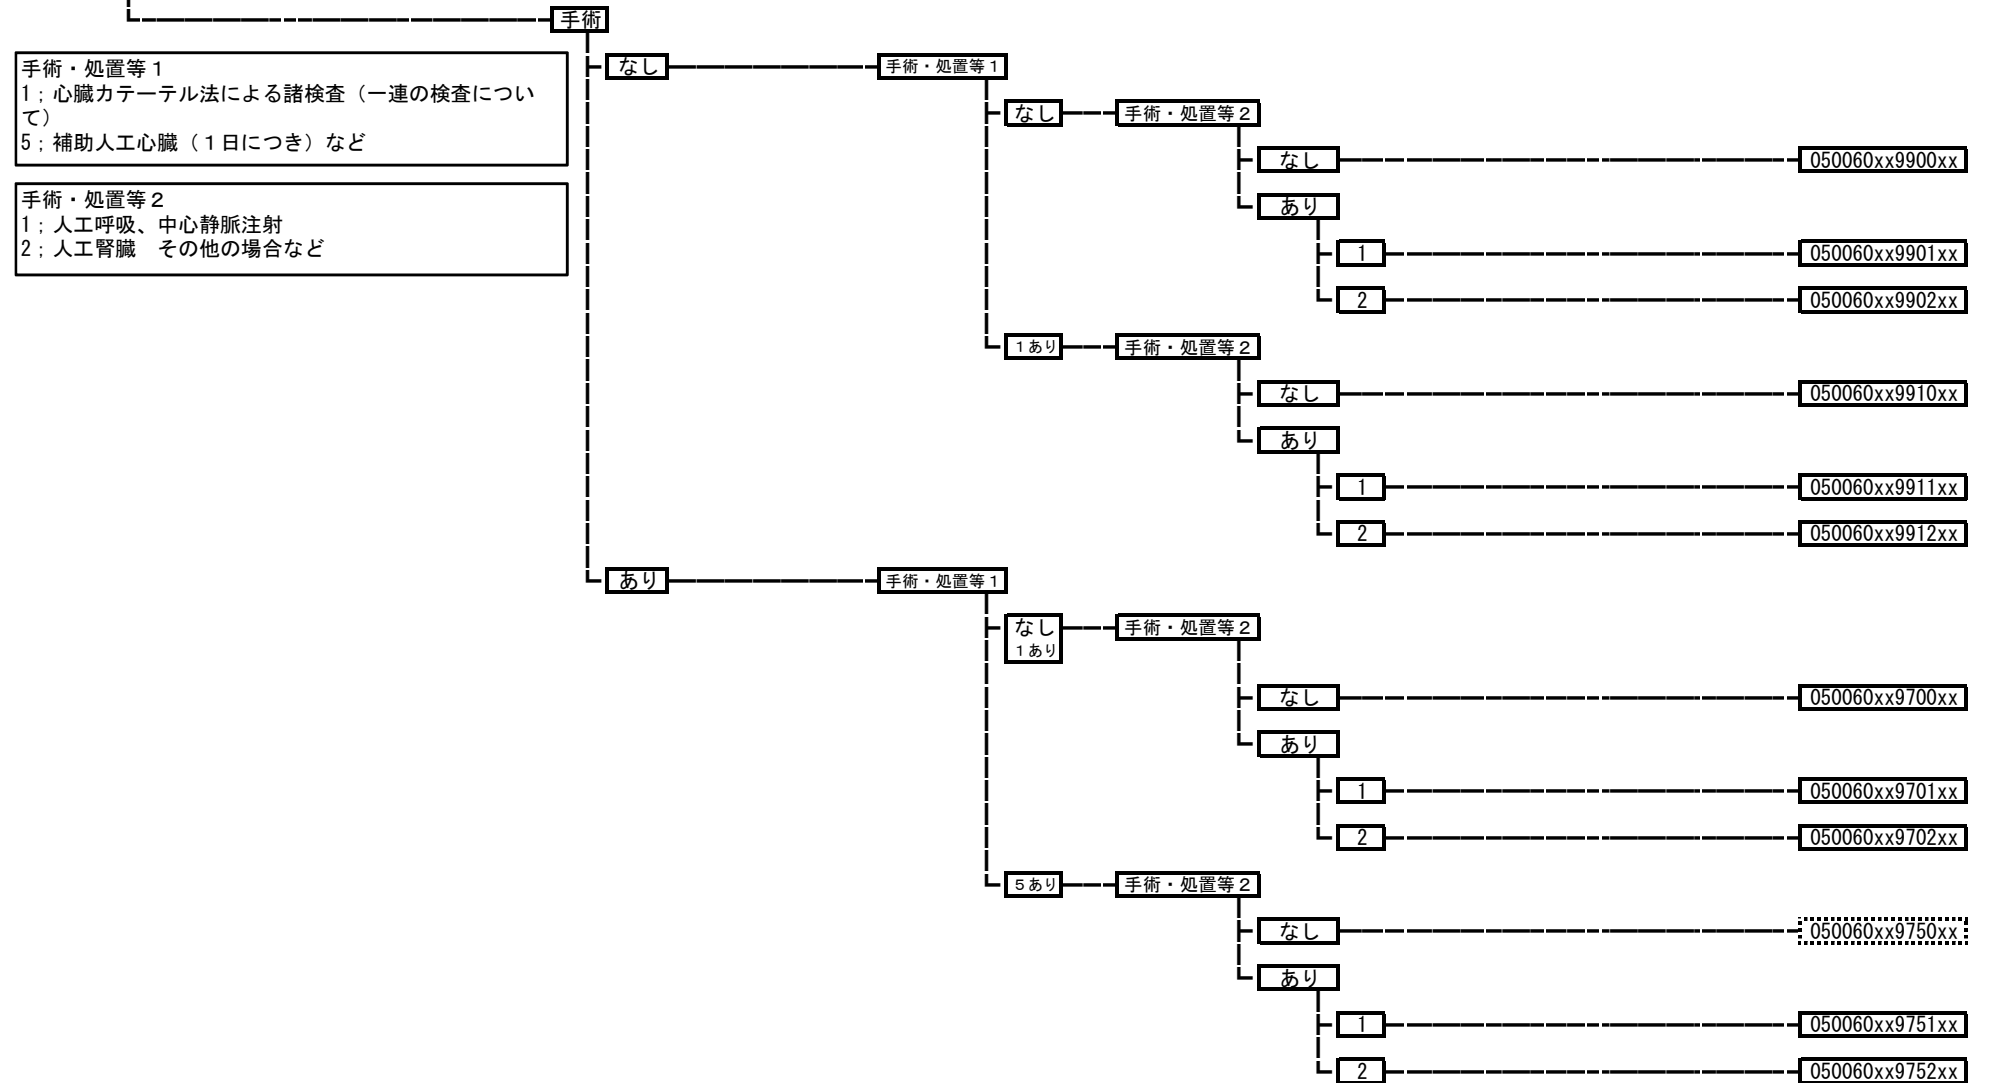 手術
手術・処置等１
1；心臓カテーテル法による諸検査（一連の検査につい
て）
5；補助人工心臓（１日につき）など
手術・処置等２
1；人工呼吸、中心静脈注射
2；人工腎臓　その他の場合など
なし
手術・処置等１
なし
手術・処置等２
なし
050060xx9900xx
あり
1
050060xx9901xx
2
050060xx9902xx
１あり
手術・処置等２
なし
050060xx9910xx
あり
1
050060xx9911xx
2
050060xx9912xx
あり
手術・処置等１
なし
１あり
手術・処置等２
なし
050060xx9700xx
あり
1
050060xx9701xx
2
050060xx9702xx
５あり
手術・処置等２
なし
050060xx9750xx
あり
1
050060xx9751xx
2
050060xx9752xx